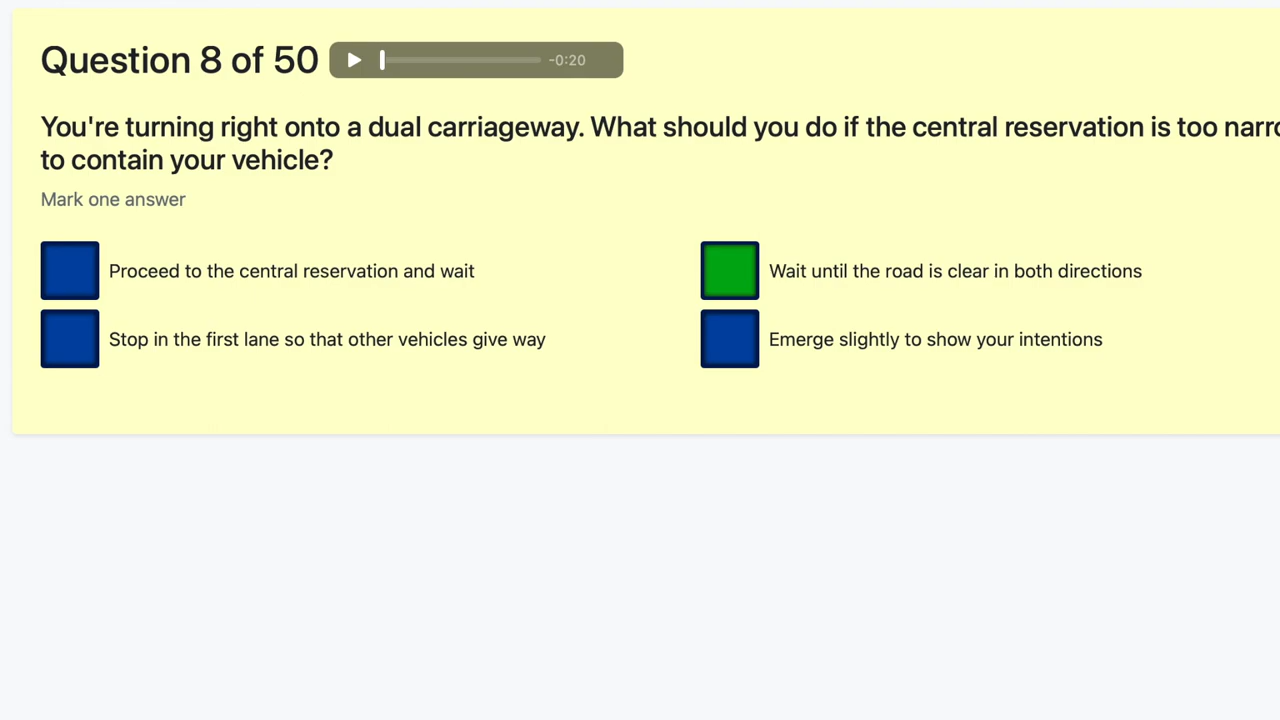 Question 8 of 50
-0:20
You're turning right onto a dual carriageway. What should you do if the central reservation is too
to contain your vehicle?
Mark one answer
Proceed to the central reservation and wait
Wait until the road is clear in both directions
Stop in the first lane so that other vehicles give way
Emerge slightly to show your intentions